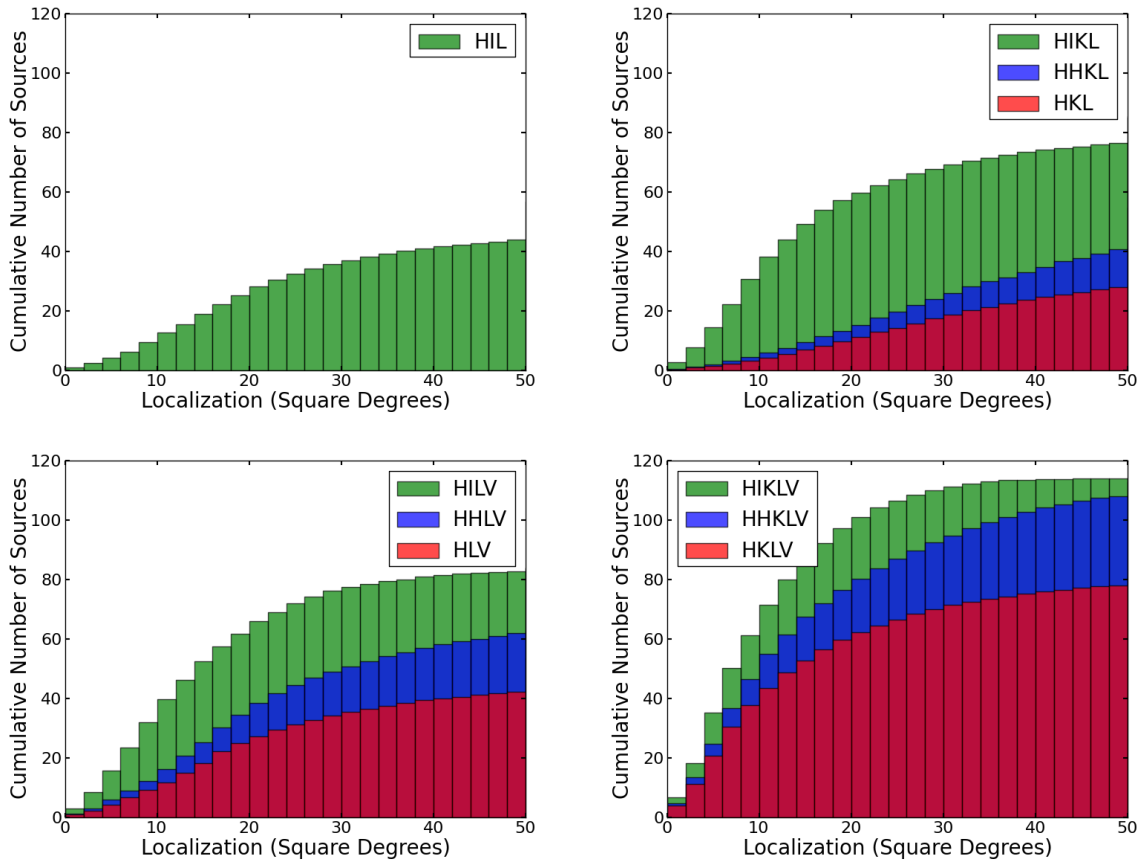 120
100
80
60
40
20
0
Cumulative Number of Sources
HIL
0 10 20 30 40 50
Localization (Square Degrees)
120
100
80
60
40
20
0
Cumulative Number of Sources
HIKL
HHKL
HKL
0 10 20 30 40 50
Localization (Square Degrees)
120
100
80
60
40
20
0
Cumulative Number of Sources
HILV
HHLV
HLV
0 10 20 30 40 50
Localization (Square Degrees)
120
100
80
60
40
20
0
Cumulative Number of Sources
HIKLV
HHKLV
HKLV
0 10 20 30 40 50
Localization (Square Degrees)